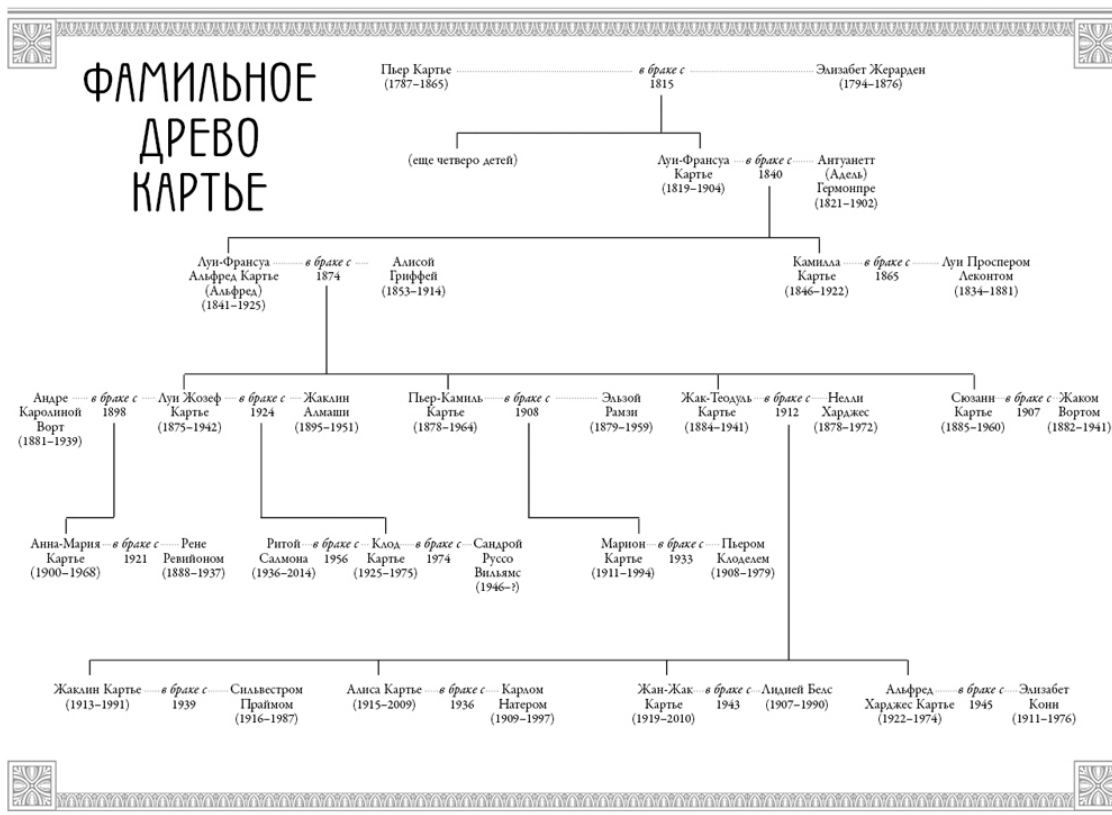 ФАМИЛЬНОЕ
ДРЕВО
КАРТЬЕ
Пьер Картье
(1787–1865)
в браке с
1815
Элизабет Жерарден
(1794–1876)
(еще четверо детей)
Луи-Франсуа
Картье
(1819–1904)
в браке с
1840
Антуанетт
(Адель)
Гермонпре
(1821–1902)
Луи-Франсуа
Альфред Картье
(Альфред)
(1841–1925)
в браке с
1874
Алисой
Гриффей
(1853–1914)
Камилла
Картье
(1846–1922)
в браке с
1865
Луи Проспером
Леконтом
(1834–1881)
Андре
Каролиной
Ворт
(1881–1939)
в браке с
1898
Луи Жозеф
Картье
(1875–1942)
в браке с
1924
Жаклин
Алмаши
(1895–1951)
Пьер-Камиль
Картье
(1878–1964)
в браке с
1908
Эльзой
Рамзи
(1879–1959)
Жак-Теодуль
Картье
(1884–1941)
в браке с
1912
Нелли
Харджес
(1878–1972)
Сюзанн
Картье
(1885–1960)
в браке с
1907
Жаком
Вортом
(1882–1941)
Анна-Мария
Картье
(1900–1968)
в браке с
1921
Рене
Ревийоном
(1888–1937)
Ритой
Салмона
(1936–2014)
в браке с
1956
Клод
Картье
(1925–1975)
в браке с
1974
Сандрой
Руссо
Вильямс
(1946–?)
Марион
Картье
(1911–1994)
в браке с
1933
Пьером
Клоделем
(1908–1979)
Жаклин Картье
(1913–1991)
в браке с
1939
Сильвестром
Праймом
(1916–1987)
Алиса Картье
(1915–2009)
в браке с
1936
Карлом
Натером
(1909–1997)
Жан-Жак
Картье
(1919–2010)
в браке с
1943
Лидией Белс
(1907–1990)
Альфред
Харджес Картье
(1922–1974)
в браке с
1945
Элизабет
Конн
(1911–1976)